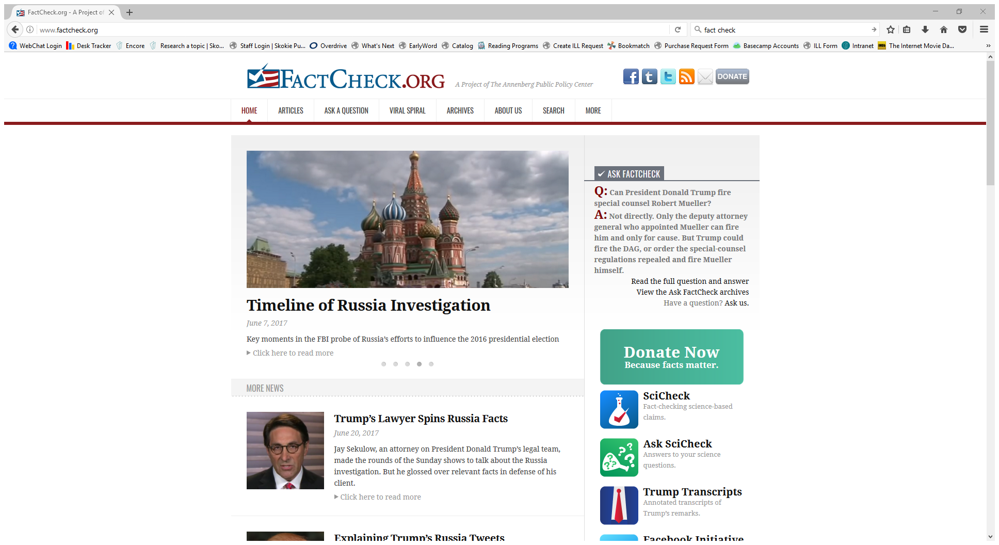 FactCheck.org - A Project of
www.factcheck.org
fact check
WebChat Login Desk Tracker Encore Research a topic | Sko... Staff Login | Skokie Pu... Overdrive What's Next EarlyWord Catalog Reading Programs Create ILL Request Bookmatch Purchase Request Form Basecamp Accounts ILL Form Intranet The Internet Movie Da... »
FACTCHECK.ORG
A Project of The Annenberg Public Policy Center
DONATE
HOME ARTICLES ASK A QUESTION VIRAL SPIRAL ARCHIVES ABOUT US SEARCH MORE
Timeline of Russia Investigation
June 7, 2017
Key moments in the FBI probe of Russia’s efforts to influence the 2016 presidential election
Click here to read more
MORE NEWS
Trump’s Lawyer Spins Russia Facts
June 20, 2017
Jay Sekulow, an attorney on President Donald Trump’s legal team,
made the rounds of the Sunday shows to talk about the Russia
investigation. But he glossed over relevant facts in defense of his
client.
Click here to read more
Explaining Trump’s Russia Tweets
ASK FACTCHECK
Q: Can President Donald Trump fire
special counsel Robert Mueller?
A: Not directly. Only the deputy attorney
general who appointed Mueller can fire
him and only for cause. But Trump could
fire the DAG, or order the special-counsel
regulations repealed and fire Mueller
himself.
Read the full question and answer
View the Ask FactCheck archives
Have a question? Ask us.
Donate Now
Because facts matter.
SciCheck
Fact-checking science-based
claims.
Ask SciCheck
Answers to your science
questions.
Trump Transcripts
Annotated transcripts of
Trump’s remarks.
Facebook Initiative